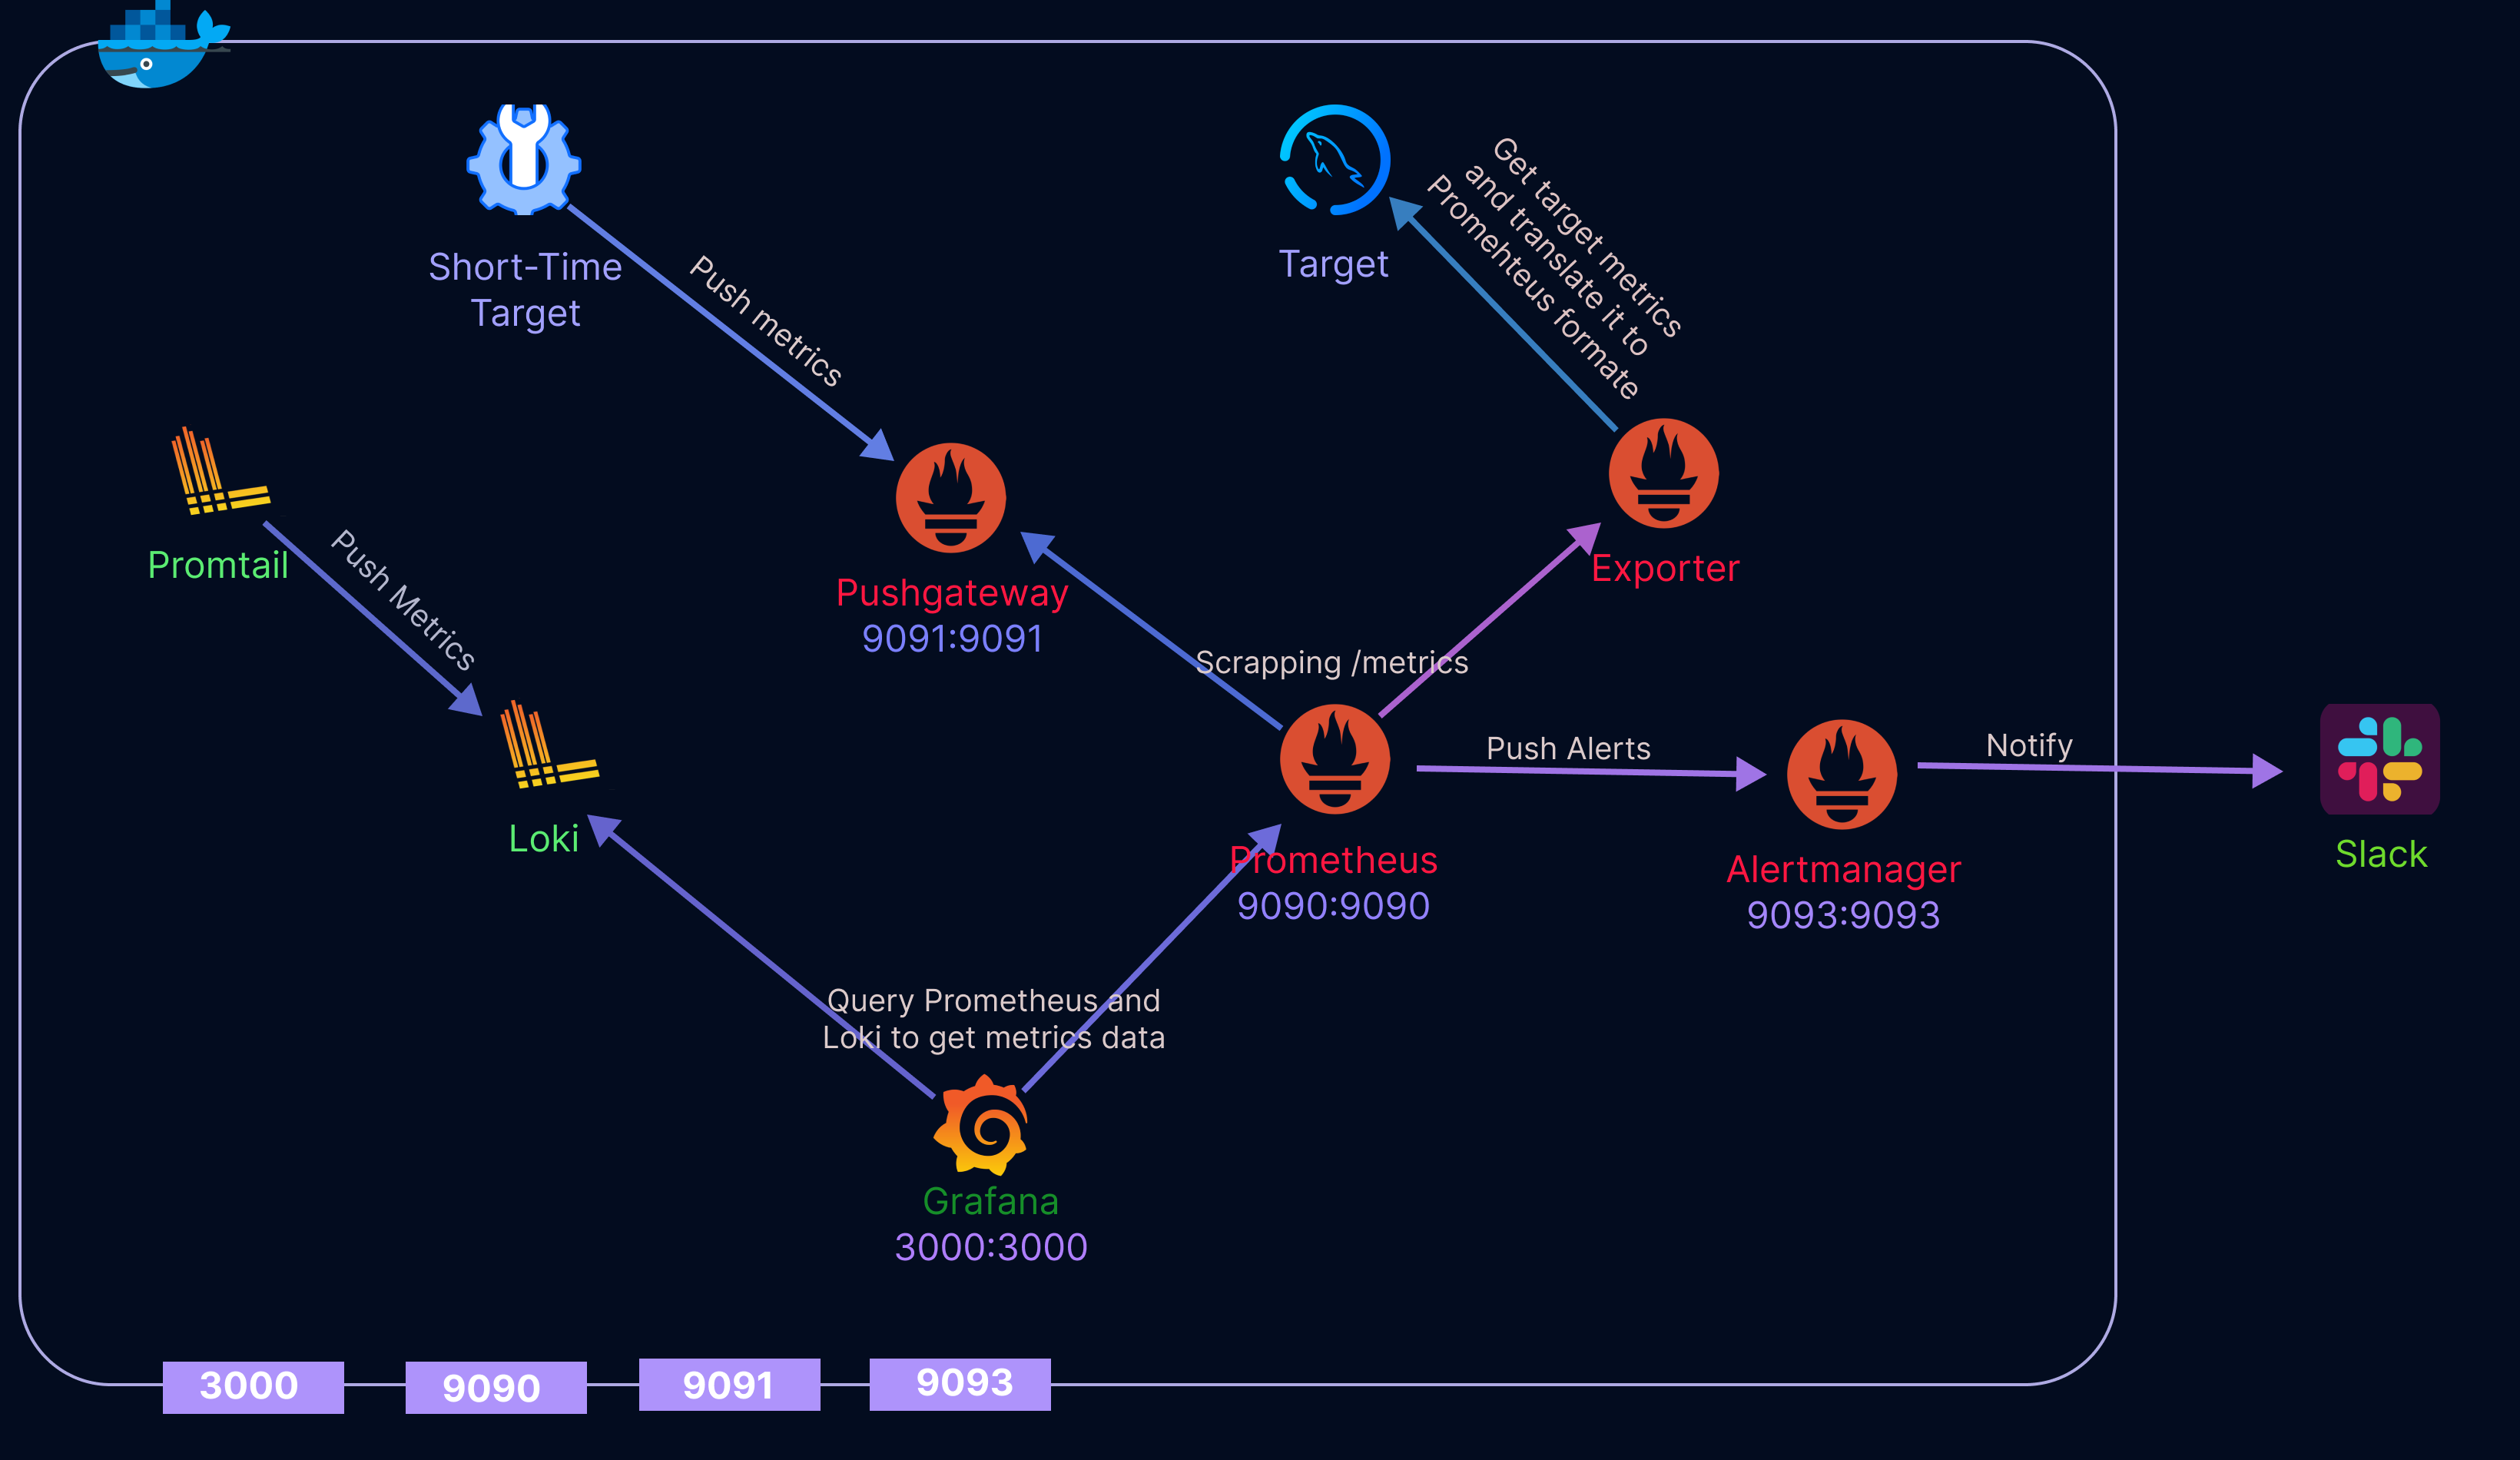 Short-Time
Target
Push metrics
Target
Get target metrics
and translate it to
Promehteus formate
Promtail
Push Metrics
Pushgateway
9091:9091
Exporter
Scrapping /metrics
Loki
Prometheus
9090:9090
Push Alerts
Alertmanager
9093:9093
Notify
Slack
Query Prometheus and
Loki to get metrics data
Grafana
3000:3000
3000
9090
9091
9093